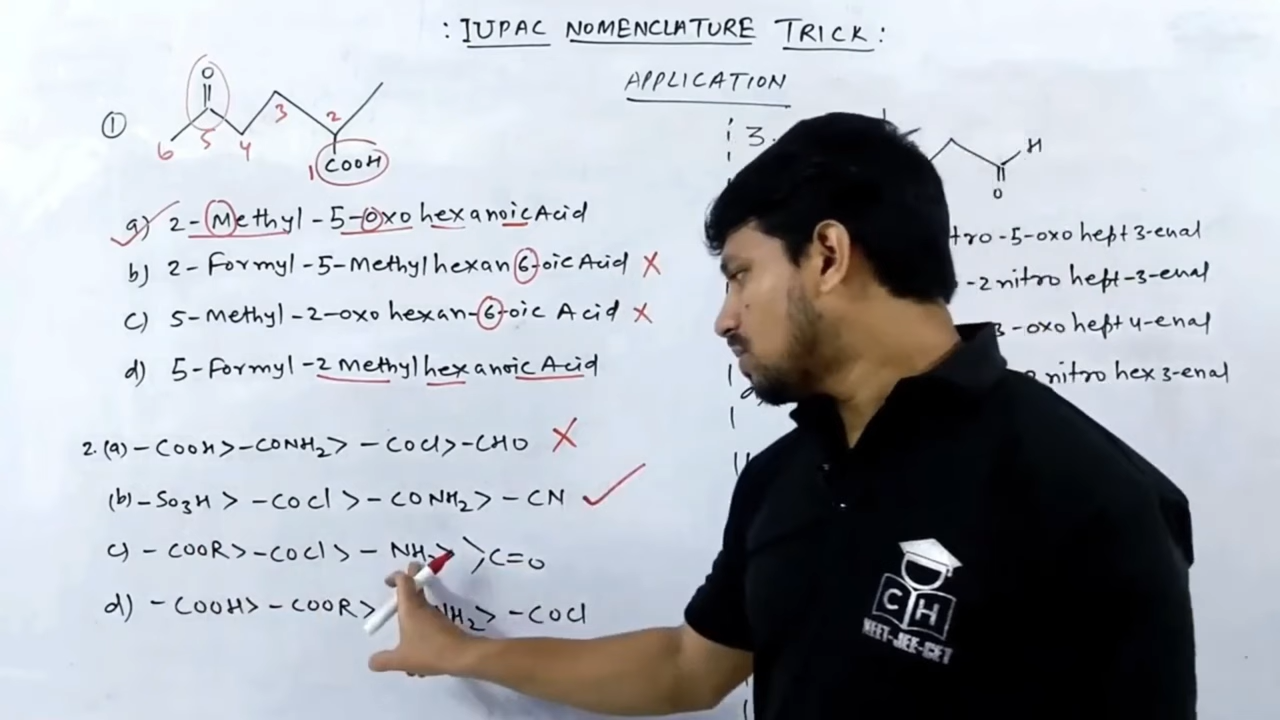 : IUPAC NOMENCLATURE TRICK :
APPLICATION
①
O
6 5 4 3 2
1 COOH
a) 2-Methyl-5-oxo hexanoic Acid
b) 2-Formyl-5-Methyl hexan 6-oic Acid X
c) 5-Methyl-2-oxo hexan-6-oic Acid X
d) 5-Formyl-2 Methyl hexanoic Acid
2. (a) -COOH > -CONH₂ > -COCl > -CHO X
(b) -SO₃H > -COCl > -CONH₂ > -CN ✓
c) -COOR > -COCl > -NH₂ > >C=O
d) -COOH > -COOR > NH₂ > -COCl
3.
H
O
tro-5-oxo hept 3-enal
-2 nitro hept-3-enal
3-oxo hept 4-enal
nitro hex 3-enal
C H
NEET-JEE-CET